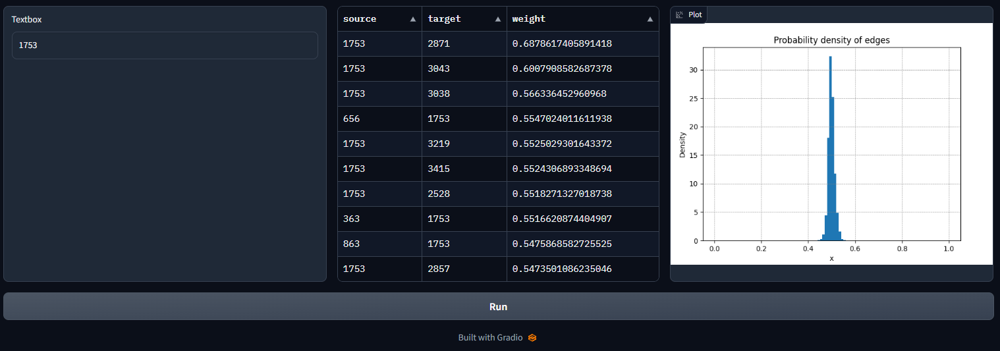 Textbox
1753
source target weight
1753 2871 0.6878617405891418
1753 3043 0.6007908582687378
1753 3038 0.566336452960968
656 1753 0.5547024011611938
1753 3219 0.5525029301643372
1753 3415 0.5524306893348694
1753 2528 0.5518271327018738
363 1753 0.5516620874404907
863 1753 0.5475868582725525
1753 2857 0.5473501086235046
Plot
Probability density of edges
30
25
20
15
10
5
0
Density
0.0 0.2 0.4 0.6 0.8 1.0
x
Run
Built with Gradio